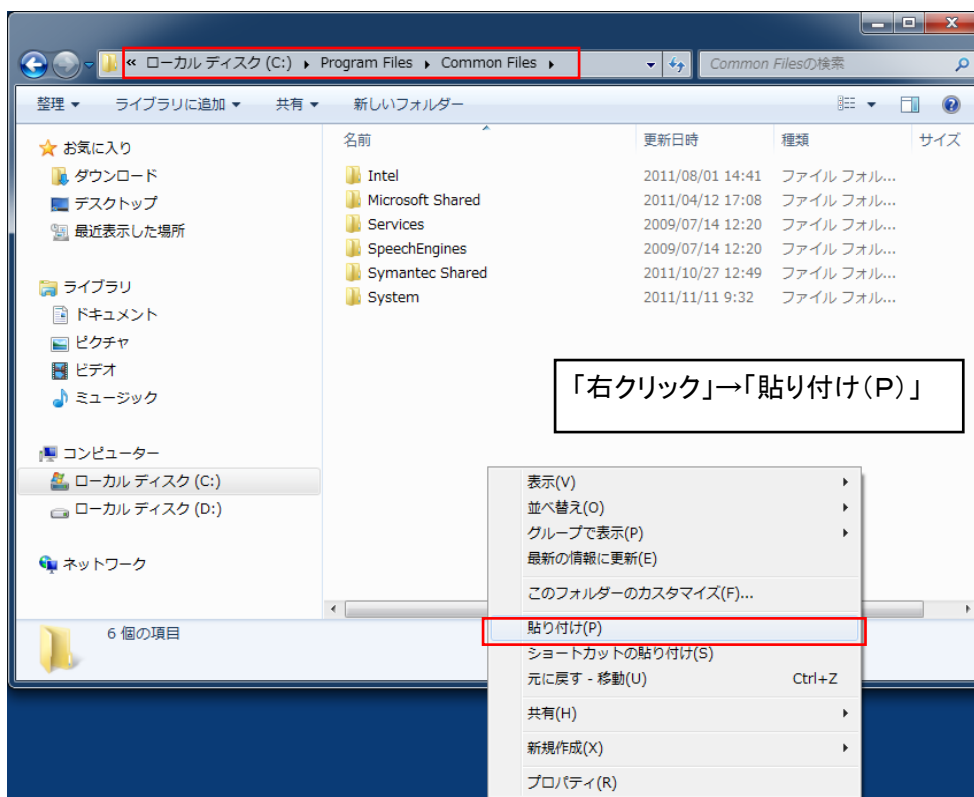 « ローカル ディスク (C:) ▸ Program Files ▸ Common Files ▸
Common Filesの検索
整理 ▼ ライブラリに追加 ▼ 共有 ▼ 新しいフォルダー
お気に入り
ダウンロード
デスクトップ
最近表示した場所
ライブラリ
ドキュメント
ピクチャ
ビデオ
ミュージック
コンピューター
ローカル ディスク (C:)
ローカル ディスク (D:)
ネットワーク
名前 更新日時 種類 サイズ
Intel 2011/08/01 14:41 ファイル フォル...
Microsoft Shared 2011/04/12 17:08 ファイル フォル...
Services 2009/07/14 12:20 ファイル フォル...
SpeechEngines 2009/07/14 12:20 ファイル フォル...
Symantec Shared 2011/10/27 12:49 ファイル フォル...
System 2011/11/11 9:32 ファイル フォル...
「右クリック」→「貼り付け(P)」
表示(V)
並べ替え(O)
グループで表示(P)
最新の情報に更新(E)
このフォルダーのカスタマイズ(F)...
貼り付け(P)
ショートカットの貼り付け(S)
元に戻す - 移動(U) Ctrl+Z
共有(H)
新規作成(X)
プロパティ(R)
6 個の項目